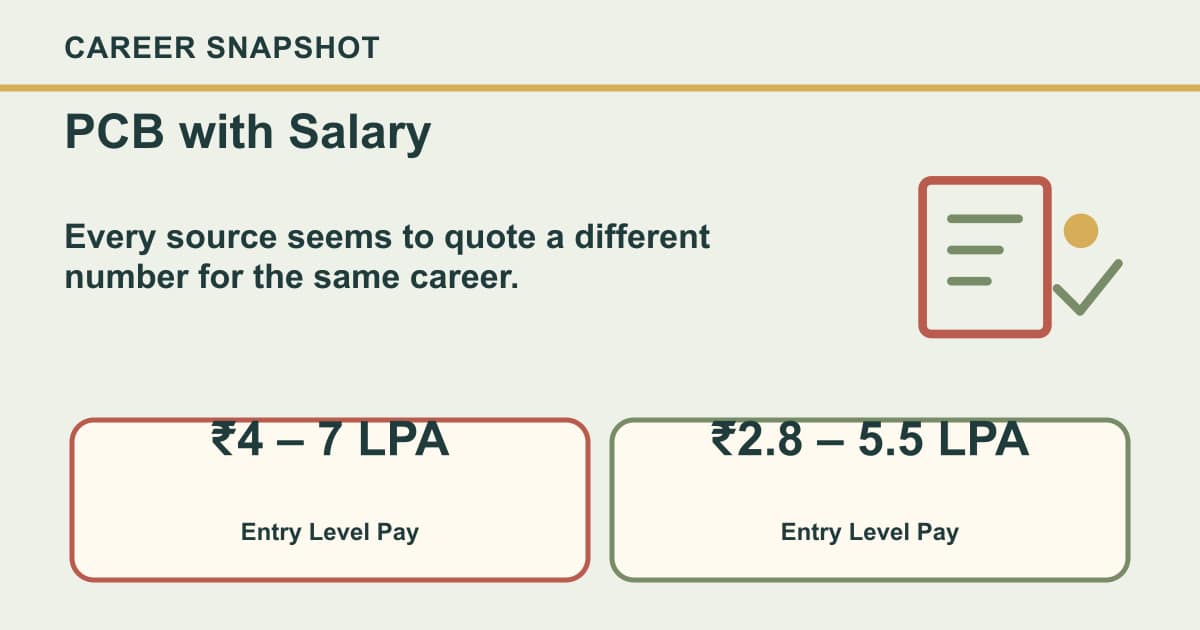 CAREER SNAPSHOT
PCB with Salary
Every source seems to quote a different
number for the same career.
₹4 – 7 LPA
Entry Level Pay
₹2.8 – 5.5 LPA
Entry Level Pay